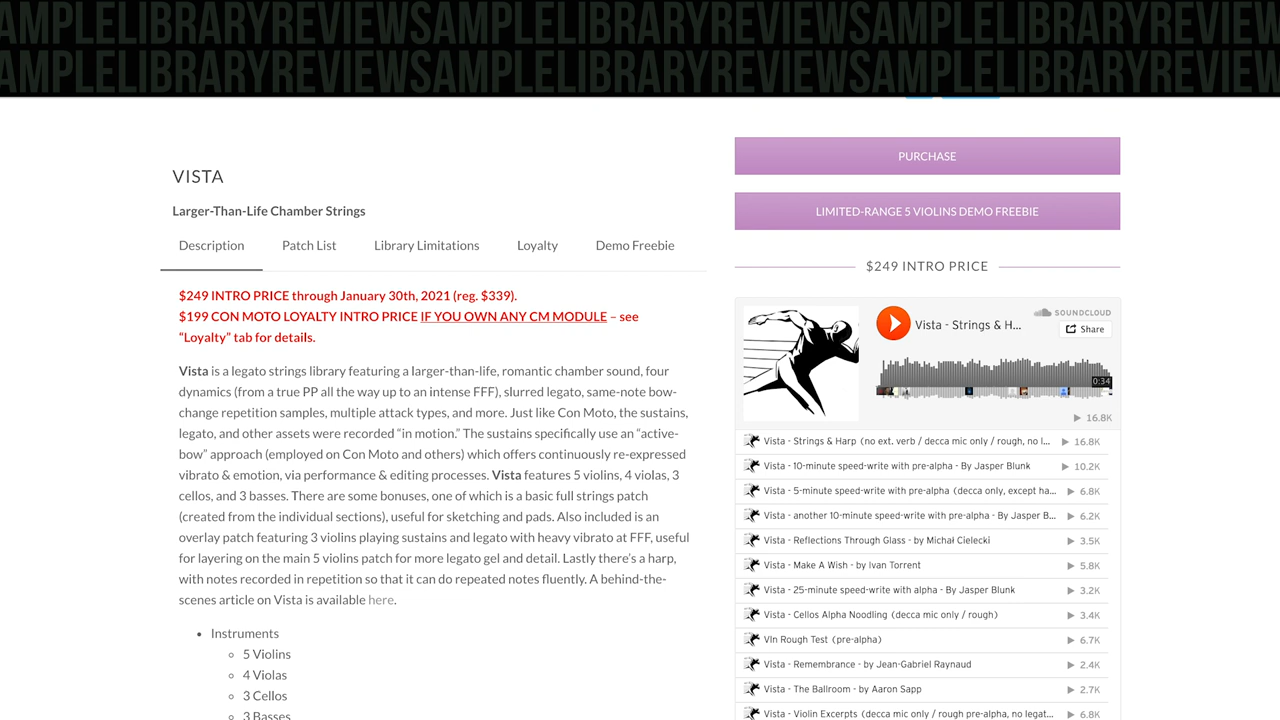 AMPLELIBRARYREVIEWSAMPLELIBRARYREVIEWSAMPLELIBRARYREVIEW
AMPLELIBRARYREVIEWSAMPLELIBRARYREVIEWSAMPLELIBRARYREVIEW
VISTA
Larger-Than-Life Chamber Strings
Description Patch List Library Limitations Loyalty Demo Freebie
$249 INTRO PRICE through January 30th, 2021 (reg. $339).
$199 CON MOTO LOYALTY INTRO PRICE IF YOU OWN ANY CM MODULE – see
“Loyalty” tab for details.
Vista is a legato strings library featuring a larger-than-life, romantic chamber sound, four
dynamics (from a true PP all the way up to an intense FFF), slurred legato, same-note bow-
change repetition samples, multiple attack types, and more. Just like Con Moto, the sustains,
legato, and other assets were recorded “in motion.” The sustains specifically use an “active-
bow” approach (employed on Con Moto and others) which offers continuously re-expressed
vibrato & emotion, via performance & editing processes. Vista features 5 violins, 4 violas, 3
cellos, and 3 basses. There are some bonuses, one of which is a basic full strings patch
(created from the individual sections), useful for sketching and pads. Also included is an
overlay patch featuring 3 violins playing sustains and legato with heavy vibrato at FFF, useful
for layering on the main 5 violins patch for more legato gel and detail. Lastly there’s a harp,
with notes recorded in repetition so that it can do repeated notes fluently. A behind-the-
scenes article on Vista is available here.
• Instruments
5 Violins
4 Violas
3 Cellos
3 Basses
PURCHASE
LIMITED-RANGE 5 VIOLINS DEMO FREEBIE
$249 INTRO PRICE
SOUNDCLOUD
Vista - Strings & H...
Share
0:34
16.8K
Vista - Strings & Harp (no ext. verb / decca mic only / rough, no l... 16.8K
Vista - 10-minute speed-write with pre-alpha - By Jasper Blunk 10.2K
Vista - 5-minute speed-write with pre-alpha (decca only, except ha... 6.8K
Vista - another 10-minute speed-write with pre-alpha - By Jasper B... 6.2K
Vista - Reflections Through Glass - by Michał Cielecki 3.5K
Vista - Make A Wish - by Ivan Torrent 5.8K
Vista - 25-minute speed-write with alpha - By Jasper Blunk 3.2K
Vista - Cellos Alpha Noodling (decca mic only / rough) 3.4K
Vln Rough Test (pre-alpha) 6.7K
Vista - Remembrance - by Jean-Gabriel Raynaud 2.4K
Vista - The Ballroom - by Aaron Sapp 2.7K
Vista - Violin Excerpts (decca mic only / rough pre-alpha, no legat... 6.8K